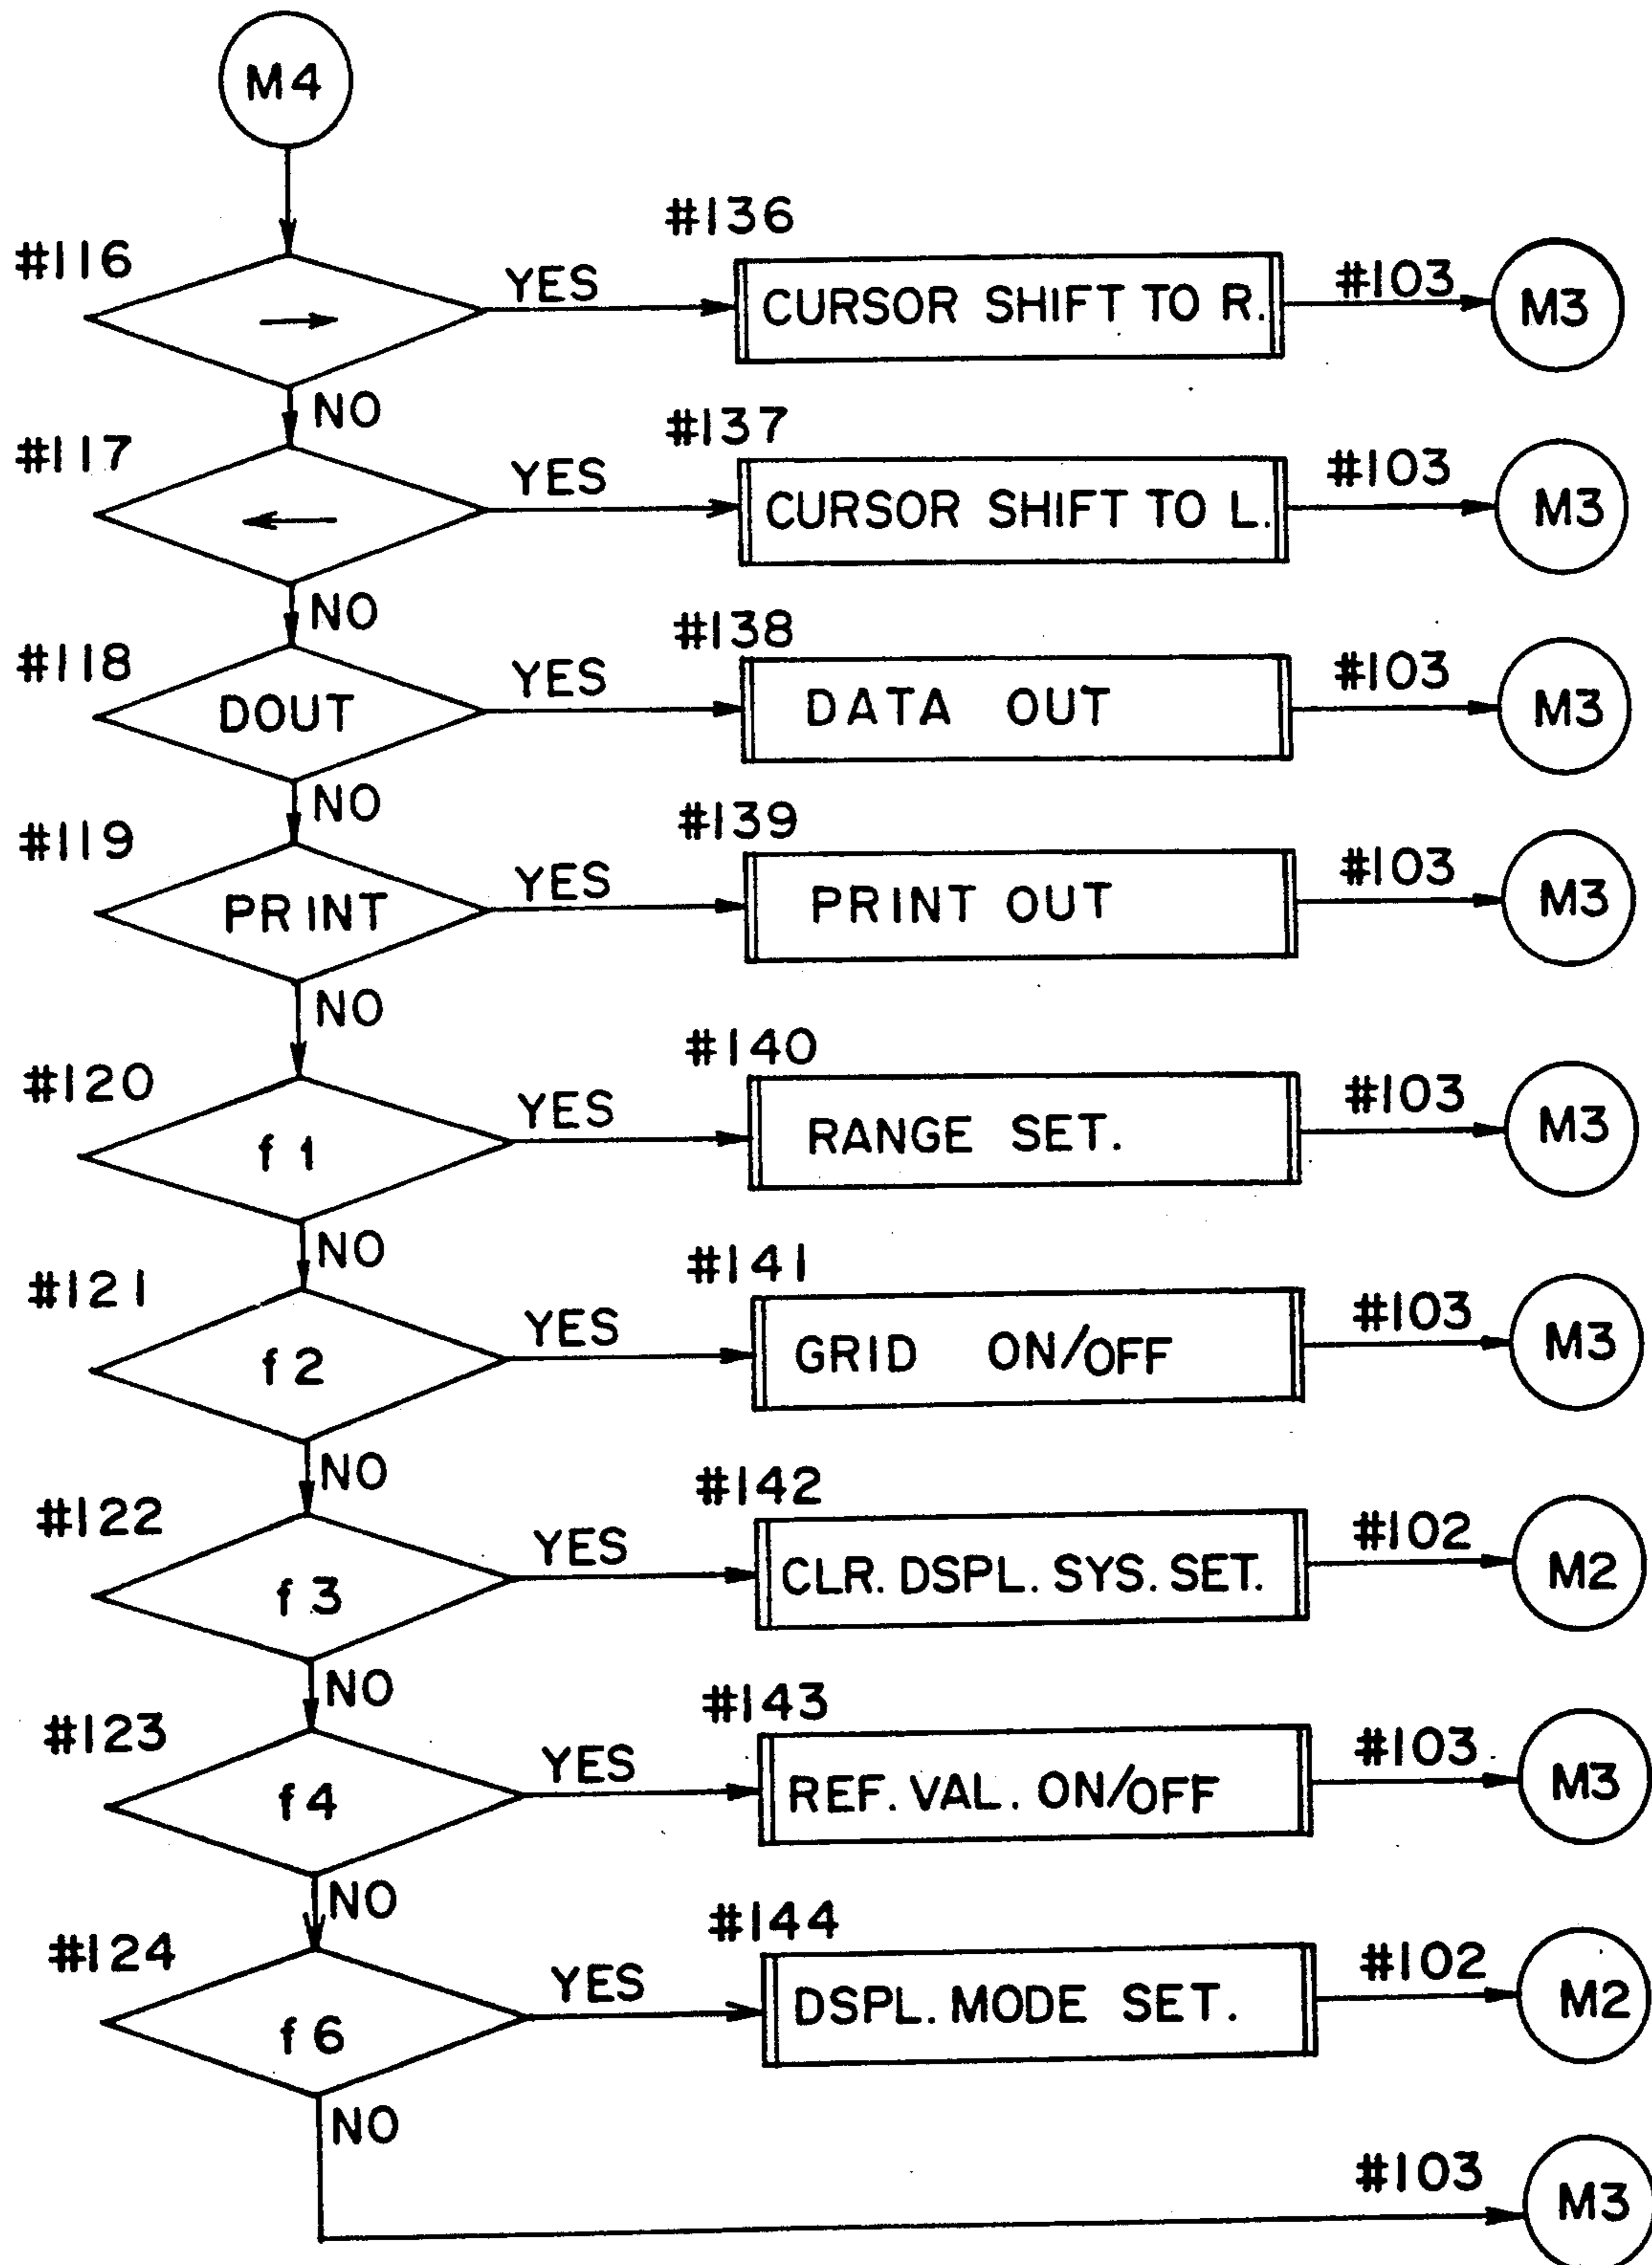 M4
#116
→
YES
#136
CURSOR SHIFT TO R.
#103
M3
NO
#117
←
YES
#137
CURSOR SHIFT TO L.
#103
M3
NO
#118
DOUT
YES
#138
DATA OUT
#103
M3
NO
#119
PRINT
YES
#139
PRINT OUT
#103
M3
NO
#120
f1
YES
#140
RANGE SET.
#103
M3
NO
#121
f2
YES
#141
GRID ON/OFF
#103
M3
NO
#122
f3
YES
#142
CLR. DSPL. SYS. SET.
#102
M2
NO
#123
f4
YES
#143
REF. VAL. ON/OFF
#103
M3
NO
#124
f6
YES
#144
DSPL. MODE SET.
#102
M2
NO
#103
M3